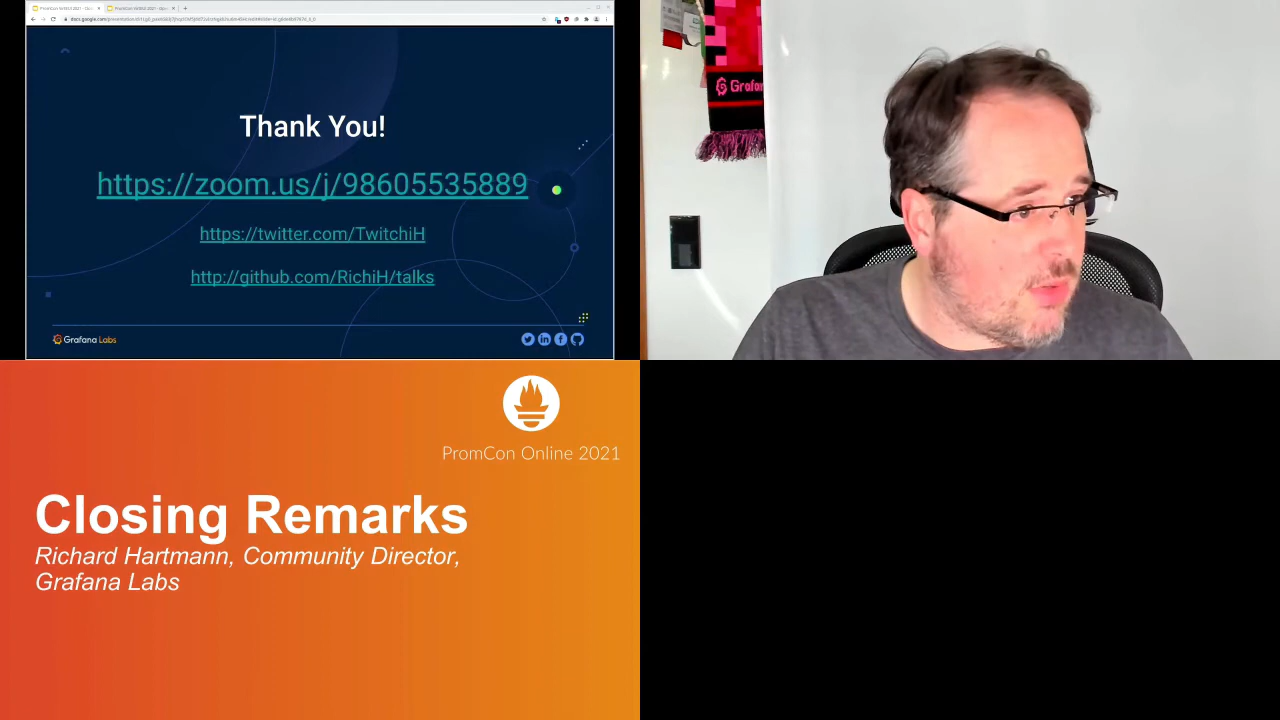 Thank You!
https://zoom.us/j/98605535889
https://twitter.com/TwitchiH
http://github.com/RichiH/talks
Grafana Labs
Grafan
PromCon Online 2021
Closing Remarks
Richard Hartmann, Community Director,
Grafana Labs